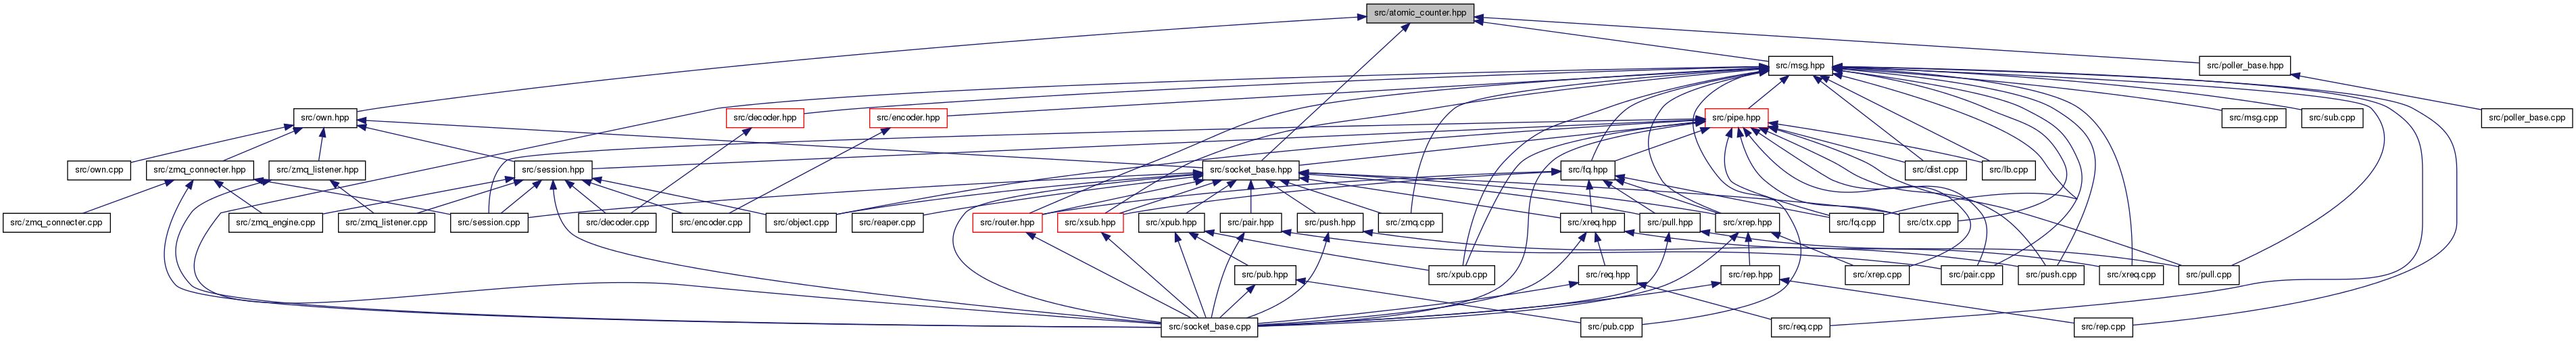 src/atomic_counter.hpp
src/msg.hpp
src/poller_base.hpp
src/own.hpp
src/decoder.hpp
src/encoder.hpp
src/pipe.hpp
src/msg.cpp
src/sub.cpp
src/poller_base.cpp
src/own.cpp
src/zmq_connecter.hpp
src/zmq_listener.hpp
src/session.hpp
src/socket_base.hpp
src/fq.hpp
src/dist.cpp
src/lb.cpp
src/zmq_connecter.cpp
src/zmq_engine.cpp
src/zmq_listener.cpp
src/session.cpp
src/decoder.cpp
src/encoder.cpp
src/object.cpp
src/reaper.cpp
src/router.hpp
src/xsub.hpp
src/xpub.hpp
src/pair.hpp
src/push.hpp
src/zmq.cpp
src/xreq.hpp
src/pull.hpp
src/xrep.hpp
src/fq.cpp
src/ctx.cpp
src/pub.hpp
src/xpub.cpp
src/req.hpp
src/rep.hpp
src/xrep.cpp
src/pair.cpp
src/push.cpp
src/xreq.cpp
src/pull.cpp
src/socket_base.cpp
src/pub.cpp
src/req.cpp
src/rep.cpp